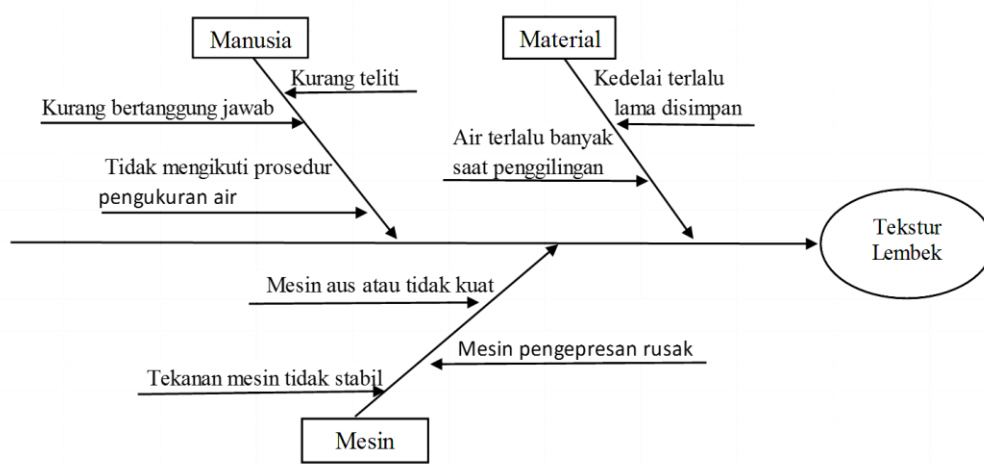 Manusia
Material
Kurang teliti
Kedelai terlalu
lama disimpan
Kurang bertanggung jawab
Air terlalu banyak
saat penggilingan
Tidak mengikuti prosedur
pengukuran air
Tekstur
Lembek
Mesin aus atau tidak kuat
Mesin pengepresan rusak
Tekanan mesin tidak stabil
Mesin